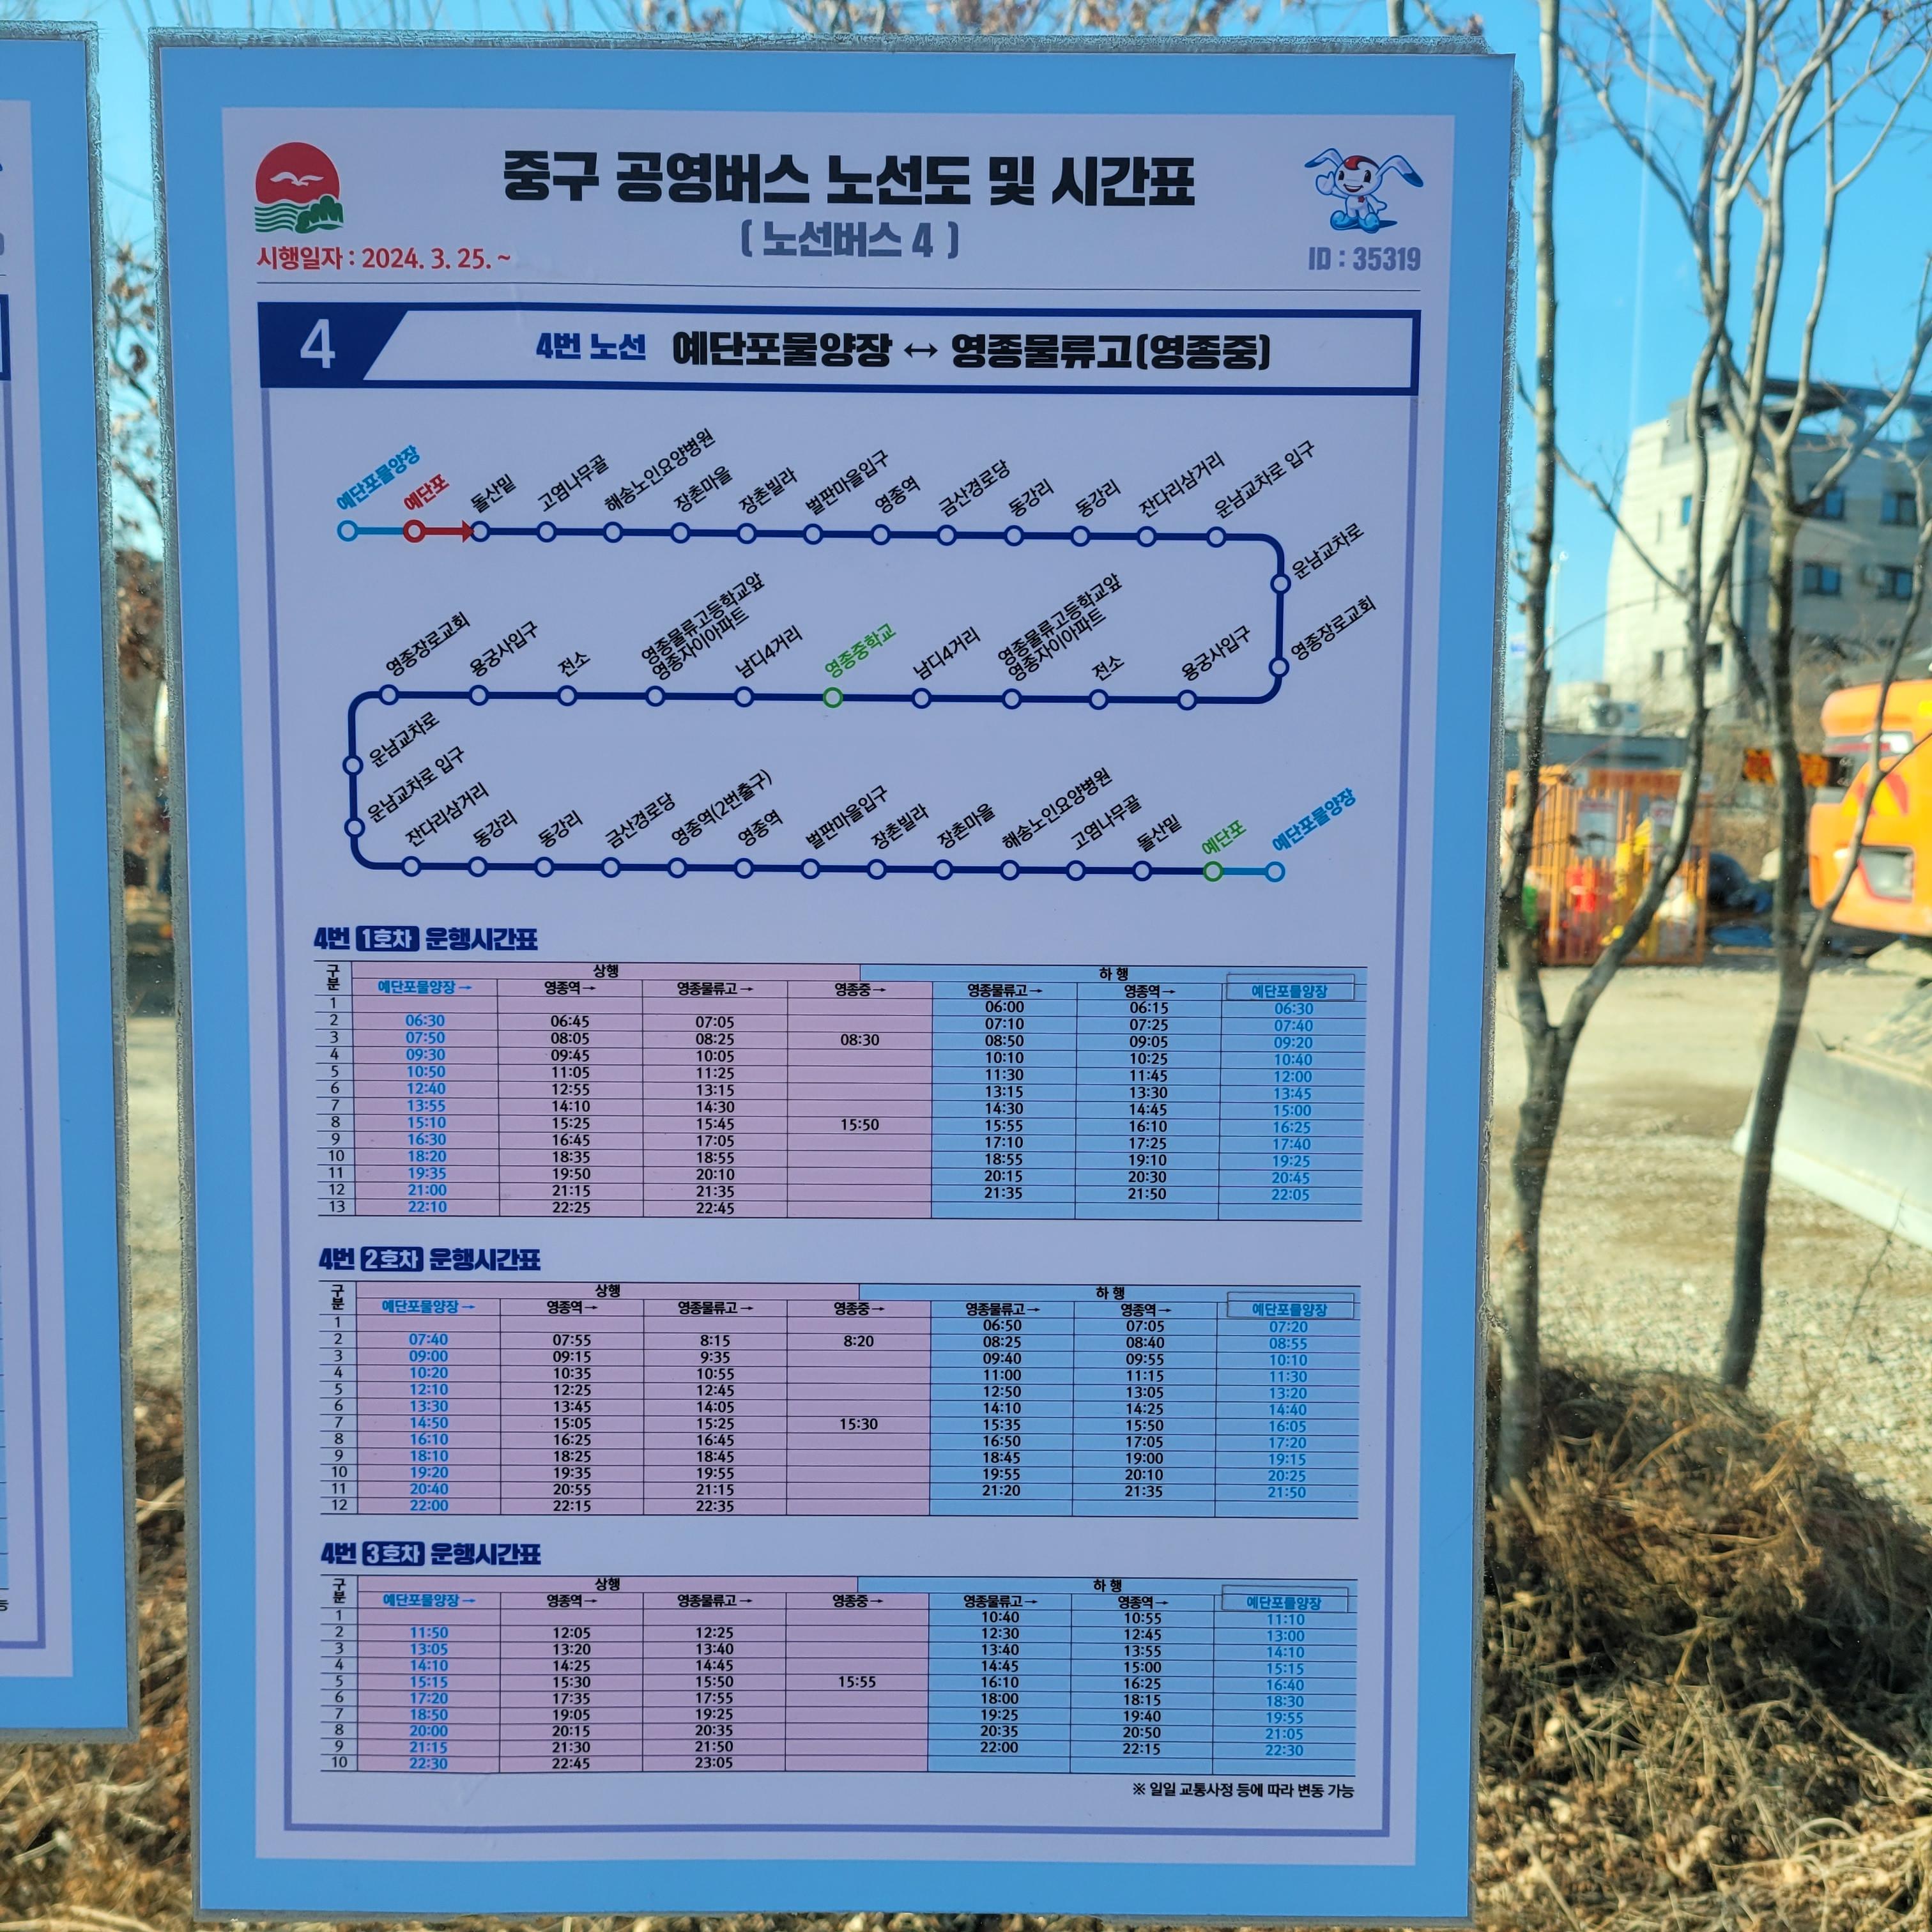 중구 공영버스 노선도 및 시간표
( 노선버스 4 )
시행일자 : 2024. 3. 25. ~
ID : 35319
4 4번 노선 예단포물양장 ↔ 영종물류고(영종중)
예단포물양장 예단포 돌산밑 고염나무골 해송노인요양병원 장촌마을 장촌빌라 벌판마을입구 영종역 금산경로당 동강리 동강리 잔다리삼거리 운남교차로 입구
운남교차로
영종장로교회
영종장로교회 용궁사입구 전소 영종물류고등학교앞 영종자이아파트 남디4거리 영종중학교 남디4거리 영종물류고등학교앞 영종자이아파트 전소 용궁사입구
운남교차로
운남교차로 입구
잔다리삼거리 동강리 동강리 금산경로당 영종역(2번출구) 영종역 벌판마을입구 장촌빌라 장촌마을 해송노인요양병원 고염나무골 돌산밑 예단포 예단포물양장
4번 1호차 운행시간표
구분 상행 하 행
예단포물양장→ 영종역→ 영종물류고→ 영종중→ 영종물류고→ 영종역→ 예단포물양장
1 06:00 06:15 06:30
2 06:30 06:45 07:05 07:10 07:25 07:40
3 07:50 08:05 08:25 08:30 08:50 09:05 09:20
4 09:30 09:45 10:05 10:10 10:25 10:40
5 10:50 11:05 11:25 11:30 11:45 12:00
6 12:40 12:55 13:15 13:15 13:30 13:45
7 13:55 14:10 14:30 14:30 14:45 15:00
8 15:10 15:25 15:45 15:50 15:55 16:10 16:25
9 16:30 16:45 17:05 17:10 17:25 17:40
10 18:20 18:35 18:55 18:55 19:10 19:25
11 19:35 19:50 20:10 20:15 20:30 20:45
12 21:00 21:15 21:35 21:35 21:50 22:05
13 22:10 22:25 22:45
4번 2호차 운행시간표
구분 상행 하 행
예단포물양장→ 영종역→ 영종물류고→ 영종중→ 영종물류고→ 영종역→ 예단포물양장
1 06:50 07:05 07:20
2 07:40 07:55 8:15 8:20 08:25 08:40 08:55
3 09:00 09:15 9:35 09:40 09:55 10:10
4 10:20 10:35 10:55 11:00 11:15 11:30
5 12:10 12:25 12:45 12:50 13:05 13:20
6 13:30 13:45 14:05 14:10 14:25 14:40
7 14:50 15:05 15:25 15:30 15:35 15:50 16:05
8 16:10 16:25 16:45 16:50 17:05 17:20
9 18:10 18:25 18:45 18:45 19:00 19:15
10 19:20 19:35 19:55 19:55 20:10 20:25
11 20:40 20:55 21:15 21:20 21:35 21:50
12 22:00 22:15 22:35
4번 3호차 운행시간표
구분 상행 하 행
예단포물양장→ 영종역→ 영종물류고→ 영종중→ 영종물류고→ 영종역→ 예단포물양장
1 10:40 10:55 11:10
2 11:50 12:05 12:25 12:30 12:45 13:00
3 13:05 13:20 13:40 13:40 13:55 14:10
4 14:10 14:25 14:45 14:45 15:00 15:15
5 15:15 15:30 15:50 15:55 16:10 16:25 16:40
6 17:20 17:35 17:55 18:00 18:15 18:30
7 18:50 19:05 19:25 19:25 19:40 19:55
8 20:00 20:15 20:35 20:35 20:50 21:05
9 21:15 21:30 21:50 22:00 22:15 22:30
10 22:30 22:45 23:05
※ 일일 교통사정 등에 따라 변동 가능